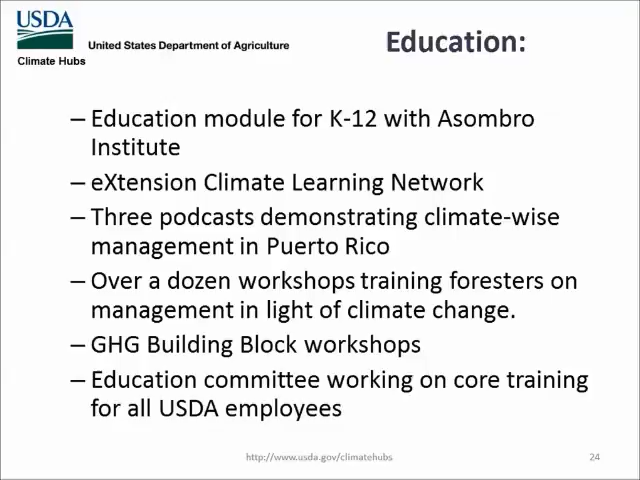 USDA
United States Department of Agriculture
Climate Hubs
Education:
– Education module for K-12 with Asombro
Institute
– eXtension Climate Learning Network
– Three podcasts demonstrating climate-wise
management in Puerto Rico
– Over a dozen workshops training foresters on
management in light of climate change.
– GHG Building Block workshops
– Education committee working on core training
for all USDA employees
http://www.usda.gov/climatehubs
24